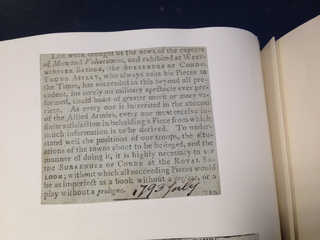 This week brought us the news of the capture
of Menz and Valenciennes, and exhibited at WEST-
MINSTER BRIDGE, the SURRENDER OF CONDE.
YOUNG ASTLEY, who always coins his Pieces to
the Times, has succeeded in this beyond all pre-
cedent, for surely no military spectacle ever per-
formed, could boast of greater merit or more va-
riety. As every one is interested in the success
of the Allied Armies, every one must receive in-
finite satisfaction in beholding a Piece from which
much information is to be derived. To under-
stand well the positions of our troops, the situ-
ations of the towns about to be besieged, and the
manner of doing it, it is highly necessary to see
the SURRENDER OF CONDE at the ROYAL SA-
LOON; without which all succeeding Pieces would
be as imperfect as a book without a preface, or a
play without a prologue. 1793 July